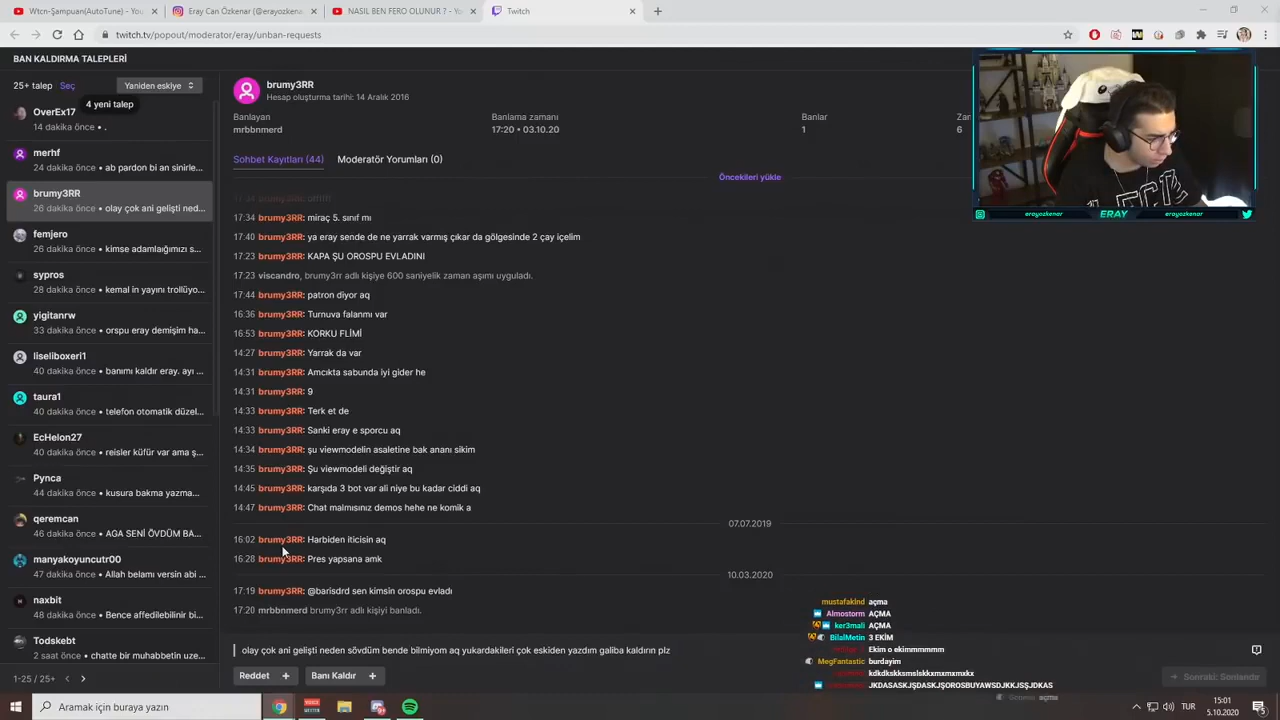 Wtcn-Şampuan(AutoTune) - You
Eray Can Özkenar (@erayozkena
NASIL BEN FERO OLUNUR ? - Yo
Twitch
twitch.tv/popout/moderator/eray/unban-requests
BAN KALDIRMA TALEPLERİ
25+ talep Seç Yeniden eskiye
4 yeni talep
OverEx17
14 dakika önce • .
merhf
24 dakika önce • ab pardon bi an sinirle...
brumy3RR
26 dakika önce • olay çok ani gelişti ned...
femjero
26 dakika önce • kimse adamlağımızı s...
sypros
28 dakika önce • kemal in yayını trollüyo...
yigitanrw
33 dakika önce • orspu eray demişim ha...
liseliboxeri1
40 dakika önce • banımı kaldır eray. ayı ...
taura1
40 dakika önce • telefon otomatik düzel...
EcHelon27
40 dakika önce • reisler küfür var ama ş...
Pynca
44 dakika önce • kusura bakma yazma...
qeremcan
46 dakika önce • AGA SENİ ÖVDÜM BA...
manyakoyuncutr00
47 dakika önce • Allah belamı versin abi ...
naxbit
48 dakika önce • Bencaffedilebilinir bi...
Todskebt
2 saat önce • chatte bir muhabbetin uze...
1-25 / 25+
brumy3RR
Hesap oluşturma tarihi: 14 Aralık 2016
Banlayan
mrbbnmerd
Banlama zamanı
17:20 • 03.10.20
Banlar
1
Zar
6
Sohbet Kayıtları (44) Moderatör Yorumları (0)
Öncekileri yükle
17:34 brumy3RR: miraç 5. sınıf mı
17:40 brumy3RR: ya eray sende de ne yarrak varmış çıkar da gölgesinde 2 çay içelim
17:23 brumy3RR: KAPA ŞU OROSPU EVLADINI
17:23 viscandro, brumy3rr adlı kişiye 600 saniyelik zaman aşımı uyguladı.
17:44 brumy3RR: patron diyor aq
16:36 brumy3RR: Turnuva falanmı var
16:53 brumy3RR: KORKU FLİMİ
14:27 brumy3RR: Yarrak da var
14:31 brumy3RR: Amcıkta sabunda iyi gider he
14:31 brumy3RR: 9
14:33 brumy3RR: Terk et de
14:33 brumy3RR: Sanki eray e sporcu aq
14:34 brumy3RR: şu viewmodelin asaletine bak ananı sikim
14:35 brumy3RR: Şu viewmodeli değiştir aq
14:45 brumy3RR: karşıda 3 bot var ali niye bu kadar ciddi aq
14:47 brumy3RR: Chat malmısınız demos hehe ne komik a
07.07.2019
16:02 brumy3RR: Harbiden iticisin aq
16:28 brumy3RR: Pres yapsana amk
10.03.2020
17:19 brumy3RR: @barisdrd sen kimsin orospu evladı
17:20 mrbbnmerd brumy3rr adlı kişiyi banladı.
olay çok ani gelişti neden sövdüm bende bilmiyom aq yukardakileri çok eskiden yazdım galiba kaldırın plz
Reddet + Banı Kaldır +
Sonraki: Sonlandır
erayozkenar ERAY erayozkenar
mustafaklnd açma
Almostorm AÇMA
ker3mali AÇMA
BilalMetin 3 EKİM
Ekim o ekimmmmmm
MegFantastic burdayim
kdkdkskksmslskkxmxmxmxkx
JKDASASKJŞDASKJŞOROSBUYAWSDJKKJSŞJDKAS
açma
Aramak için buraya yazın
TUR
15:01
5.10.2020